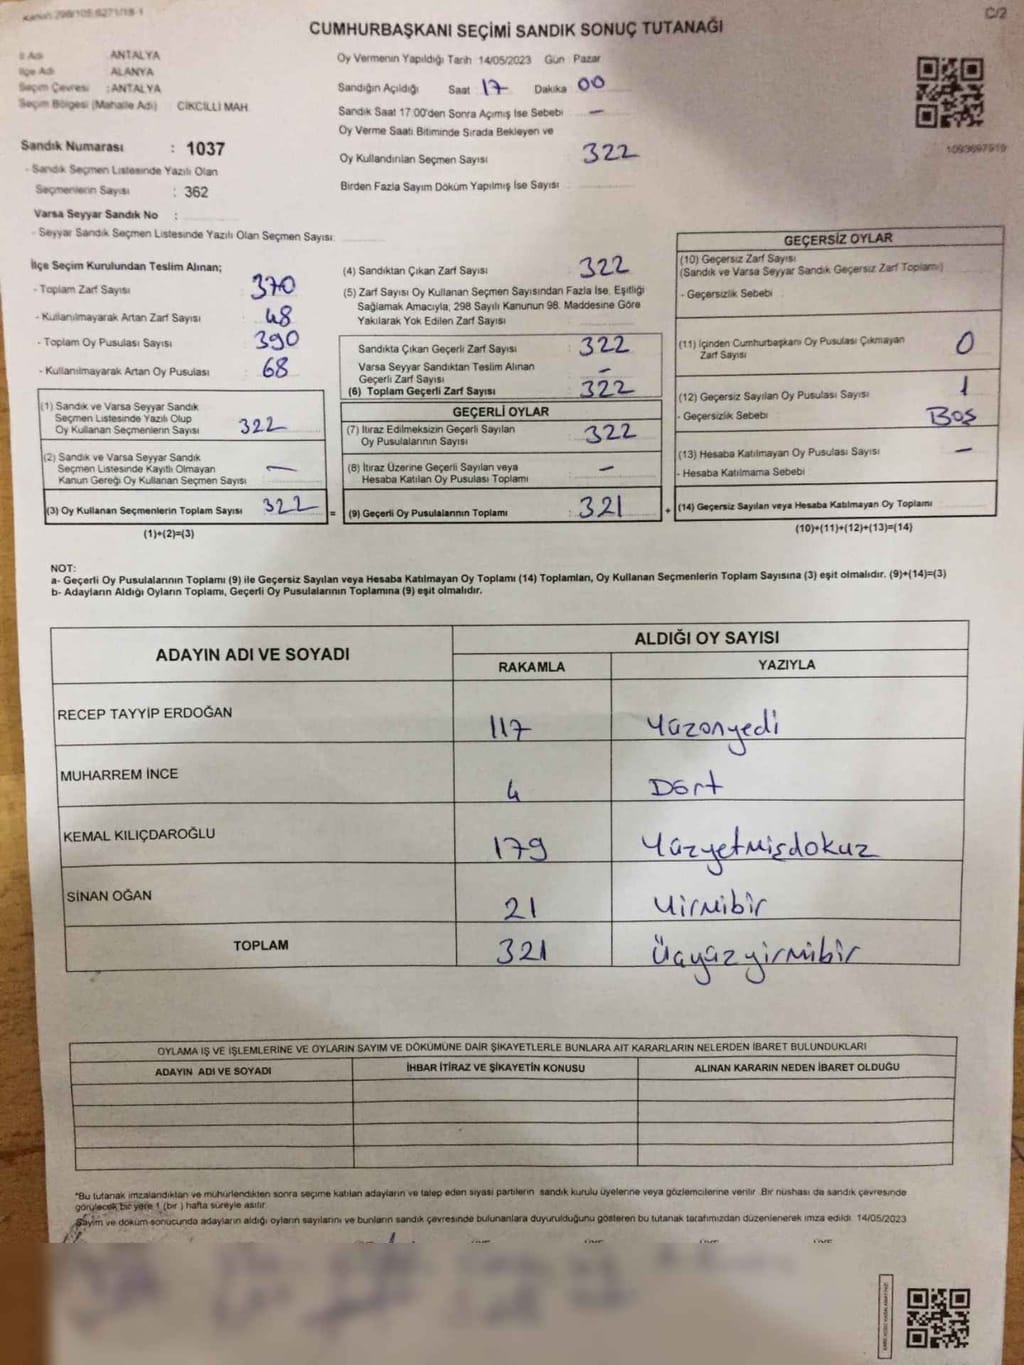 Kanun 298/105:6271/18-1
C/2
CUMHURBAŞKANI SEÇİMİ SANDIK SONUÇ TUTANAĞI
İl Adı ANTALYA
İlçe Adı ALANYA
Seçim Çevresi : ANTALYA
Seçim Bölgesi (Mahalle Adı) CİKCİLLİ MAH.
Sandık Numarası : 1037
- Sandık Seçmen Listesinde Yazılı Olan
Seçmenlerin Sayısı : 362
Varsa Seyyar Sandık No :
- Seyyar Sandık Seçmen Listesinde Yazılı Olan Seçmen Sayısı:
Oy Vermenin Yapıldığı Tarih 14/05/2023 Gün : Pazar
Sandığın Açıldığı Saat 17 Dakika 00
Sandık Saat 17:00'den Sonra Açımış İse Sebebi —
Oy Verme Saati Bitiminde Sırada Bekleyen ve
Oy Kullandırılan Seçmen Sayısı 322
Birden Fazla Sayım Döküm Yapılmış İse Sayısı :
1093697919
İlçe Seçim Kurulundan Teslim Alınan;
- Toplam Zarf Sayısı 370
- Kullanılmayarak Artan Zarf Sayısı 48
- Toplam Oy Pusulası Sayısı 390
- Kullanılmayarak Artan Oy Pusulası 68
(1) Sandık ve Varsa Seyyar Sandık
Seçmen Listesinde Yazılı Olup
Oy Kullanan Seçmenlerin Sayısı 322
(2) Sandık ve Varsa Seyyar Sandık
Seçmen Listesinde Kayıtlı Olmayan
Kanun Gereği Oy Kullanan Seçmen Sayısı —
(3) Oy Kullanan Seçmenlerin Toplam Sayısı 322 =
(1)+(2)=(3)
(4) Sandıktan Çıkan Zarf Sayısı 322
(5) Zarf Sayısı Oy Kullanan Seçmen Sayısından Fazla İse, Eşitliği
Sağlamak Amacıyla, 298 Sayılı Kanunun 98. Maddesine Göre
Yakılarak Yok Edilen Zarf Sayısı :
Sandıkta Çıkan Geçerli Zarf Sayısı : 322
Varsa Seyyar Sandıktan Teslim Alınan
Geçerli Zarf Sayısı : —
(6) Toplam Geçerli Zarf Sayısı : 322
GEÇERLİ OYLAR
(7) İtiraz Edilmeksizin Geçerli Sayılan
Oy Pusulalarının Sayısı : 322
(8) İtiraz Üzerine Geçerli Sayılan veya
Hesaba Katılan Oy Pusulası Toplamı : —
(9) Geçerli Oy Pusulalarının Toplamı : 321 +
GEÇERSİZ OYLAR
(10) Geçersiz Zarf Sayısı
(Sandık ve Varsa Seyyar Sandık Geçersiz Zarf Toplamı)
- Geçersizlik Sebebi :
(11) İçinden Cumhurbaşkanı Oy Pusulası Çıkmayan
Zarf Sayısı 0
(12) Geçersiz Sayılan Oy Pusulası Sayısı 1
- Geçersizlik Sebebi : Boş
(13) Hesaba Katılmayan Oy Pusulası Sayısı : —
- Hesaba Katılmama Sebebi :
(14) Geçersiz Sayılan veya Hesaba Katılmayan Oy Toplamı
(10)+(11)+(12)+(13)=(14)
NOT:
a- Geçerli Oy Pusulalarının Toplamı (9) ile Geçersiz Sayılan veya Hesaba Katılmayan Oy Toplamı (14) Toplamları, Oy Kullanan Seçmenlerin Toplam Sayısına (3) eşit olmalıdır. (9)+(14)=(3)
b- Adayların Aldığı Oyların Toplamı, Geçerli Oy Pusulalarının Toplamına (9) eşit olmalıdır.
ADAYIN ADI VE SOYADI
ALDIĞI OY SAYISI
RAKAMLA YAZIYLA
RECEP TAYYİP ERDOĞAN 117 Yüzonyedi
MUHARREM İNCE 4 Dört
KEMAL KILIÇDAROĞLU 179 Yüzyetmişdokuz
SİNAN OĞAN 21 Yirmibir
TOPLAM 321 Üçyüzyirmibir
OYLAMA İŞ VE İŞLEMLERİNE VE OYLARIN SAYIM VE DÖKÜMÜNE DAİR ŞİKAYETLERLE BUNLARA AİT KARARLARIN NELERDEN İBARET BULUNDUKLARI
ADAYIN ADI VE SOYADI İHBAR İTİRAZ VE ŞİKAYETİN KONUSU ALINAN KARARIN NEDEN İBARET OLDUĞU
*Bu tutanak imzalandıktan ve mühürlendikten sonra seçime katılan adayların ve talep eden siyasi partilerin sandık kurulu üyelerine veya gözlemcilerine verilir. Bir nüshası da sandık çevresinde
görülecek bir yere 1 (bir ) hafta süreyle asılır.
Sayım ve döküm sonucunda adayların aldığı oyların sayılarını ve bunların sandık çevresinde bulunanlara duyurulduğunu gösteren bu tutanak tarafımızdan düzenlenerek imza edildi. 14/05/2023